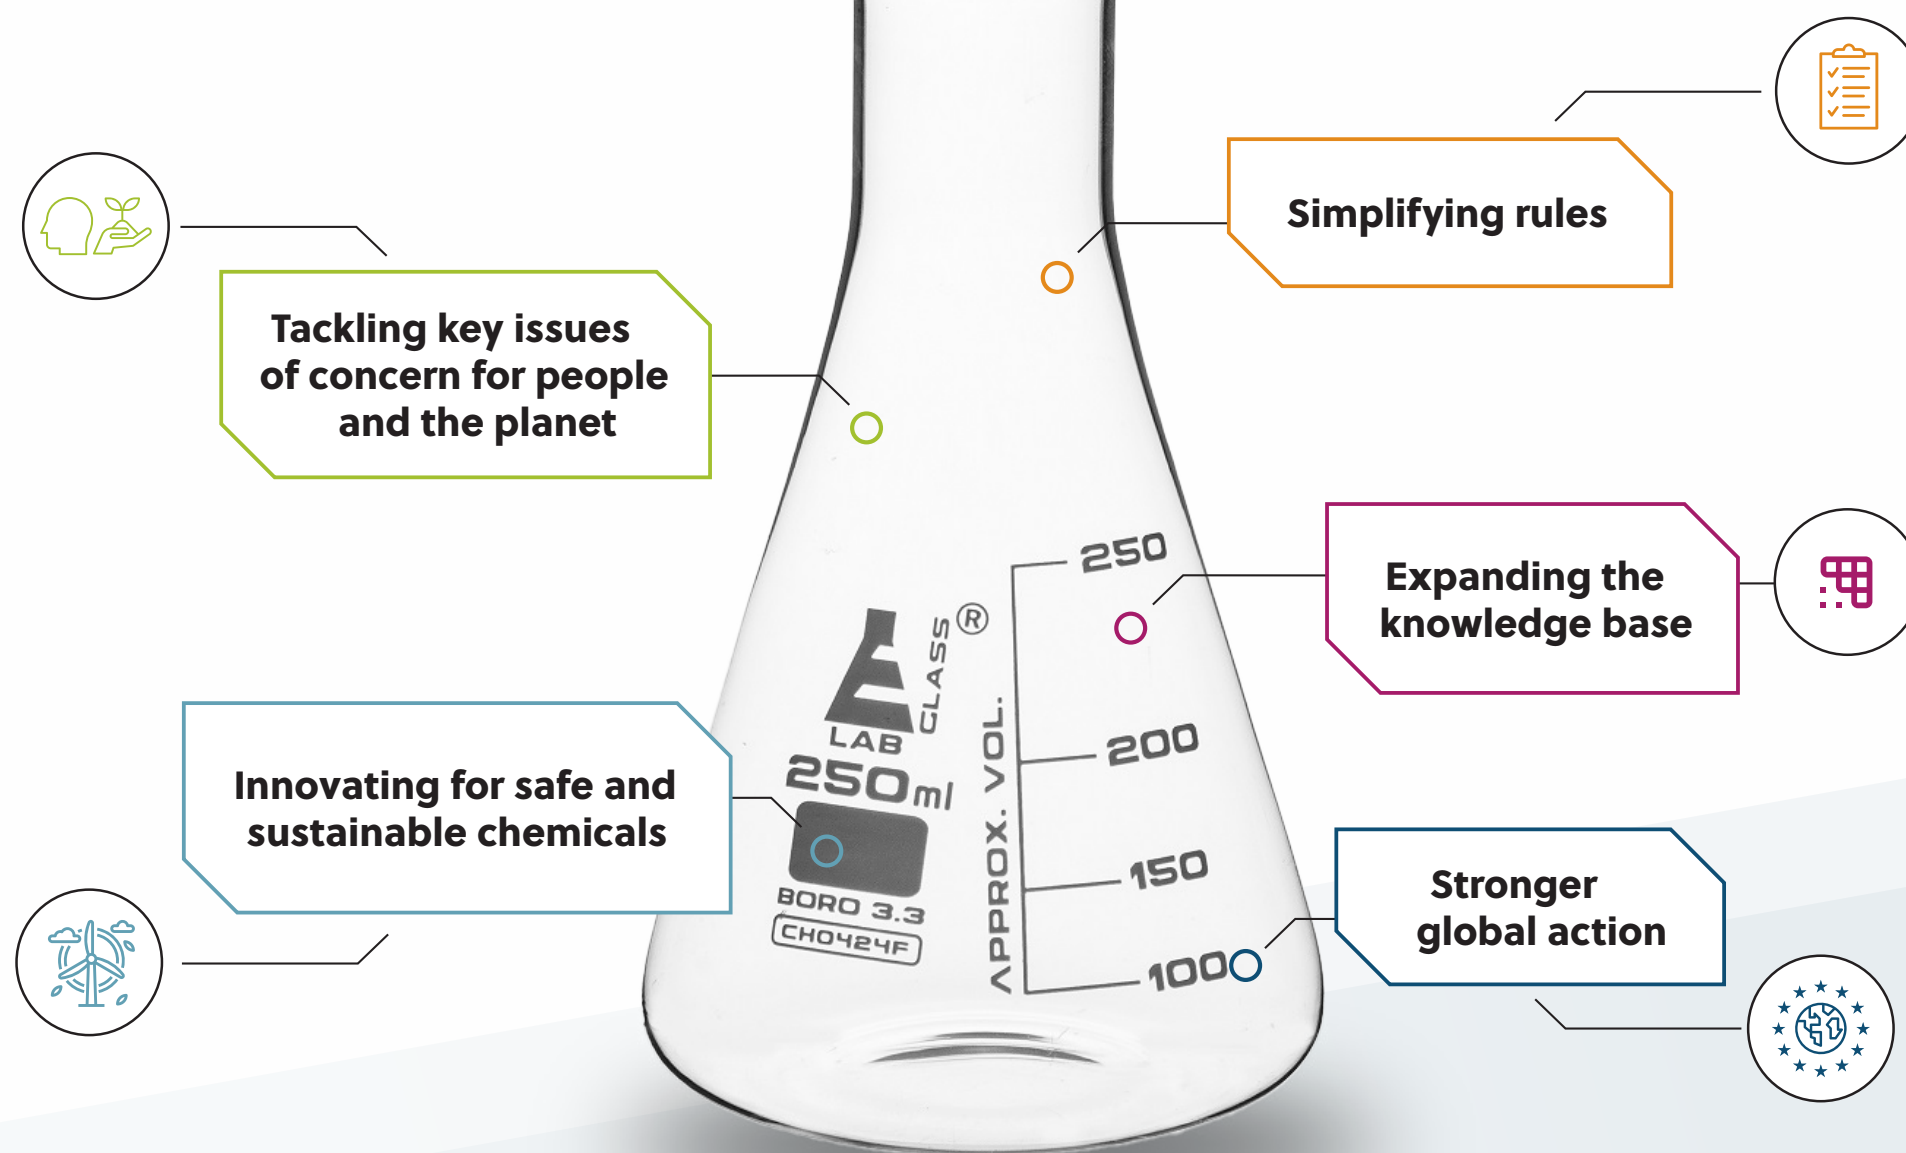 Simplifying rules
Tackling key issues
of concern for people
and the planet
Expanding the
knowledge base
Innovating for safe and
sustainable chemicals
Stronger
global action
LAB
GLASS
®
250ml
BORO 3.3
CH0424F
APPROX. VOL.
250
200
150
100